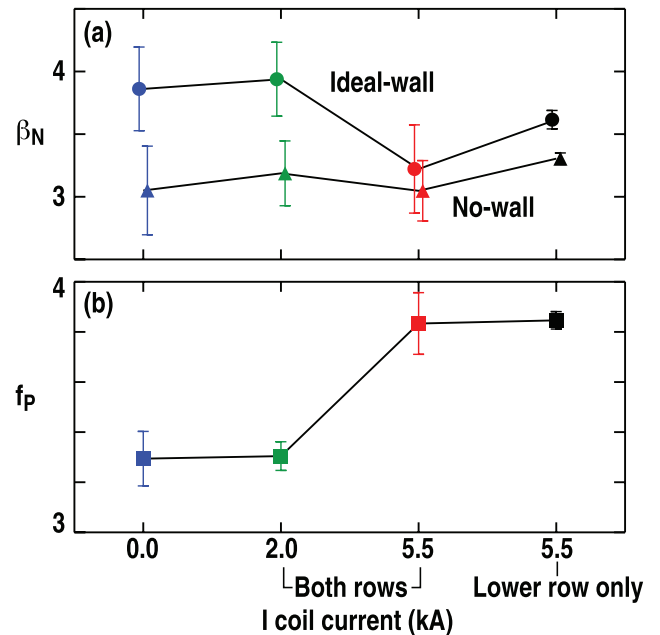 (a)
4
Ideal-wall
βN
3
No-wall
(b)
4
fP
3
0.0 2.0 5.5 5.5
Both rows Lower row only
I coil current (kA)